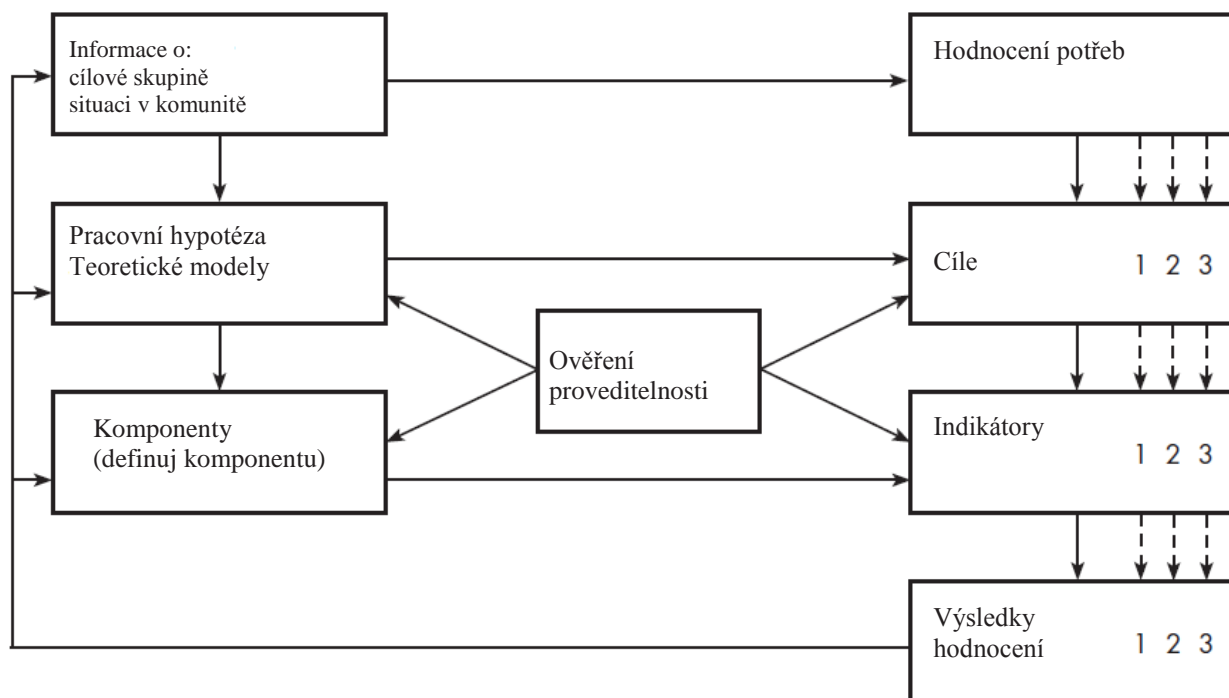 Informace o:
cílové skupině
situaci v komunitě
Hodnocení potřeb
Pracovní hypotéza
Teoretické modely
Cíle 1 2 3
Ověření
proveditelnosti
Komponenty
(definuj komponentu)
Indikátory
1 2 3
Výsledky
hodnocení 1 2 3